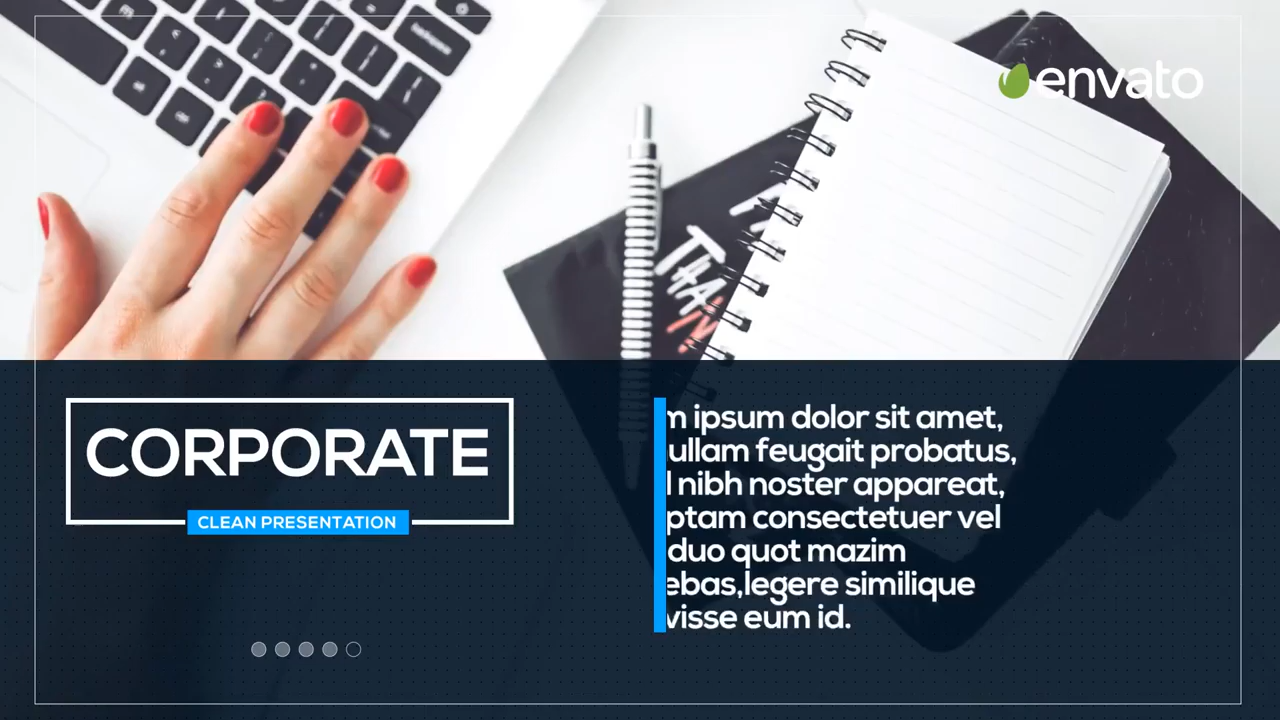 envato
CORPORATE
CLEAN PRESENTATION
m ipsum dolor sit amet,
ullam feugait probatus,
l nibh noster appareat,
ptam consectetuer vel
duo quot mazim
ebas,legere similique
visse eum id.